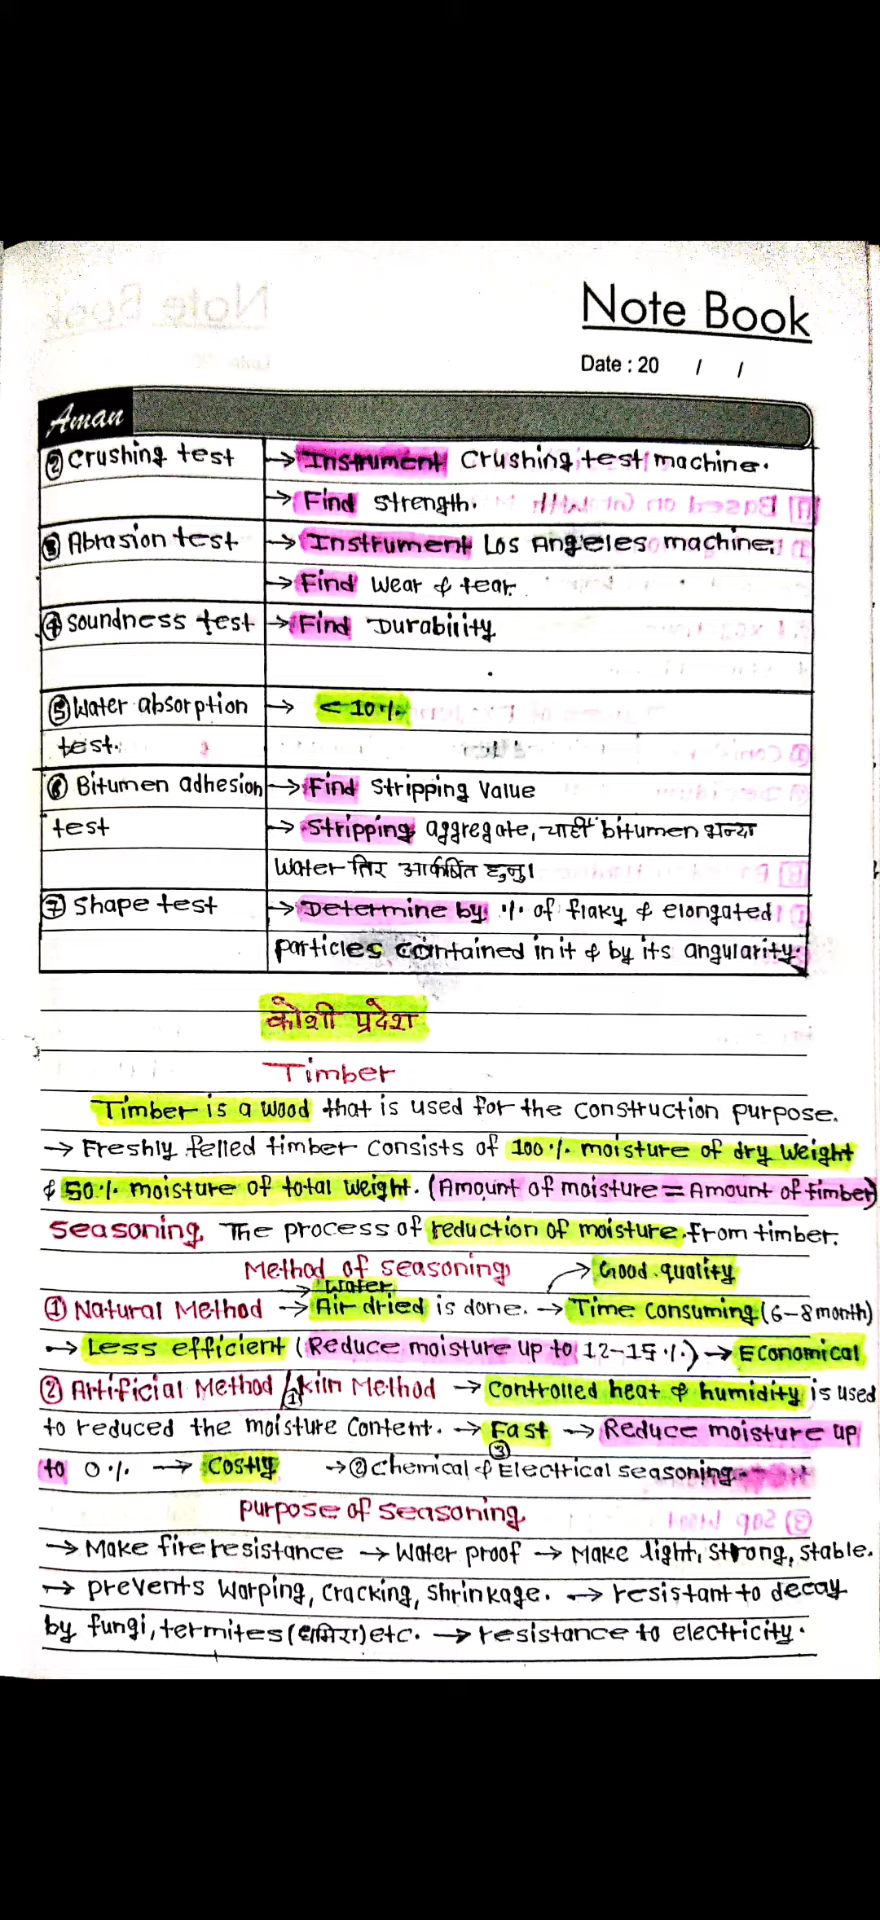 Note Book
Date : 20 / /
Aman
② Crushing test → Instrument Crushing test machine.
→ Find strength.
③ Abrasion test → Instrument Los Angeles machine.
→ Find wear & tear.
④ Soundness test → Find Durability
⑤ Water absorption → < 10%
test.
⑥ Bitumen adhesion → Find Stripping Value
test → Stripping aggregate, चाहीँ bitumen भन्दा
Water तिर आकर्षित हुनु।
⑦ Shape test → Determine by % of flaky & elongated
particles contained in it & by its angularity.
कोशी प्रदेश
Timber
Timber is a wood that is used for the construction purpose.
→ Freshly felled timber consists of 100% moisture of dry weight
& 50% moisture of total weight. (Amount of moisture = Amount of timber)
Seasoning The process of reduction of moisture from timber.
Method of seasoning → Good quality
→ Water
① Natural Method → Air dried is done. → Time consuming (6-8 month)
→ Less efficient (Reduce moisture up to 12-15%) → Economical
② Artificial Method / ① kiln Method → controlled heat & humidity is used
to reduced the moisture content. → Fast → Reduce moisture up
to 0% → Costly → ② Chemical & ③ Electrical seasoning
purpose of seasoning
→ Make fire resistance → Water proof → Make light, strong, stable.
→ prevents warping, cracking, shrinkage. → resistant to decay
by fungi, termites (धमिरा) etc. → resistance to electricity.